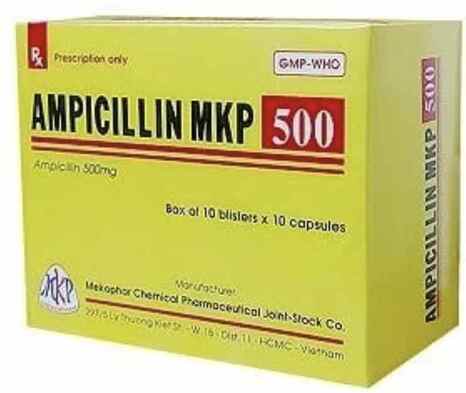 Rx Prescription only
GMP-WHO
AMPICILLIN MKP 500
Ampicillin 500mg
Box of 10 blisters x 10 capsules
Manufacturer
MKP
Mekophar Chemical Pharmaceutical Joint-Stock Co.
297/5 Ly Thuong Kiet St. - W.15 - Dist.11 - HCMC - Vietnam
AMPICILLIN MKP 500